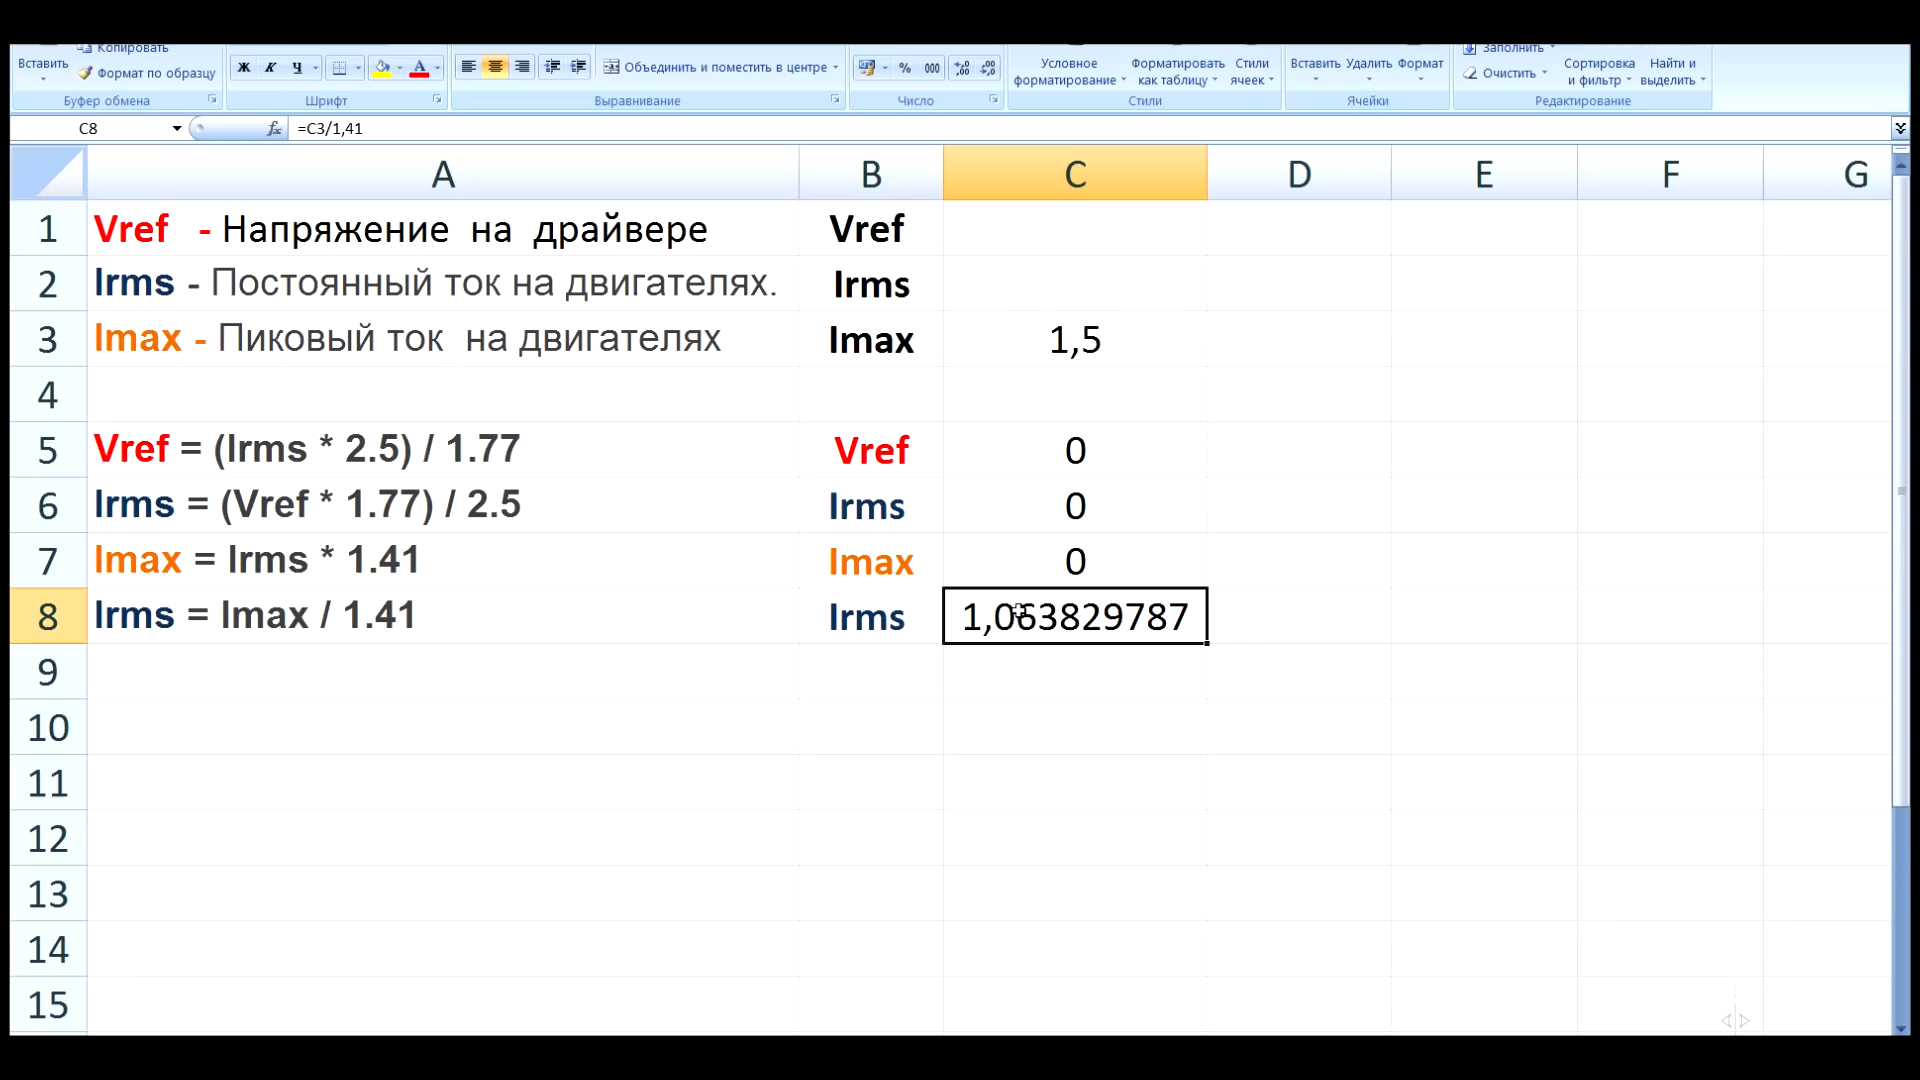 Копировать
Вставить
Формат по образцу
Буфер обмена
Ж К Ч А
Шрифт
Объединить и поместить в центре
Выравнивание
% 000 ,00 ,00
Число
Условное форматирование
Форматировать как таблицу
Стили ячеек
Стили
Вставить Удалить Формат
Ячейки
Заполнить
Очистить
Сортировка и фильтр
Найти и выделить
Редактирование
C8 fx =C3/1,41
A B C D E F G
1 Vref - Напряжение на драйвере Vref
2 Irms - Постоянный ток на двигателях. Irms
3 Imax - Пиковый ток на двигателях Imax 1,5
4
5 Vref = (Irms * 2.5) / 1.77 Vref 0
6 Irms = (Vref * 1.77) / 2.5 Irms 0
7 Imax = Irms * 1.41 Imax 0
8 Irms = Imax / 1.41 Irms 1,063829787
9
10
11
12
13
14
15